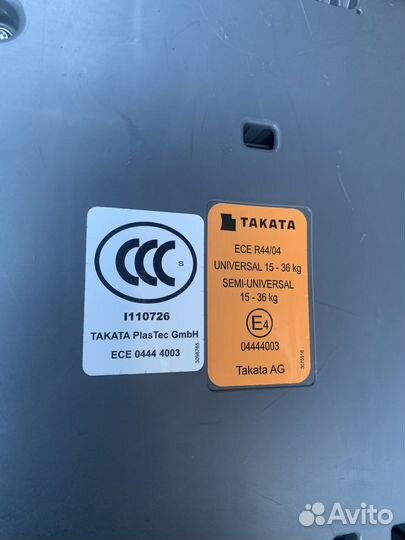 CCC S
I110726
TAKATA PlasTec GmbH
ECE 0444 4003
3098765
TAKATA
ECE R44/04
UNIVERSAL 15 - 36 kg
SEMI-UNIVERSAL
15 - 36 kg
E4
04444003
Takata AG
Avito